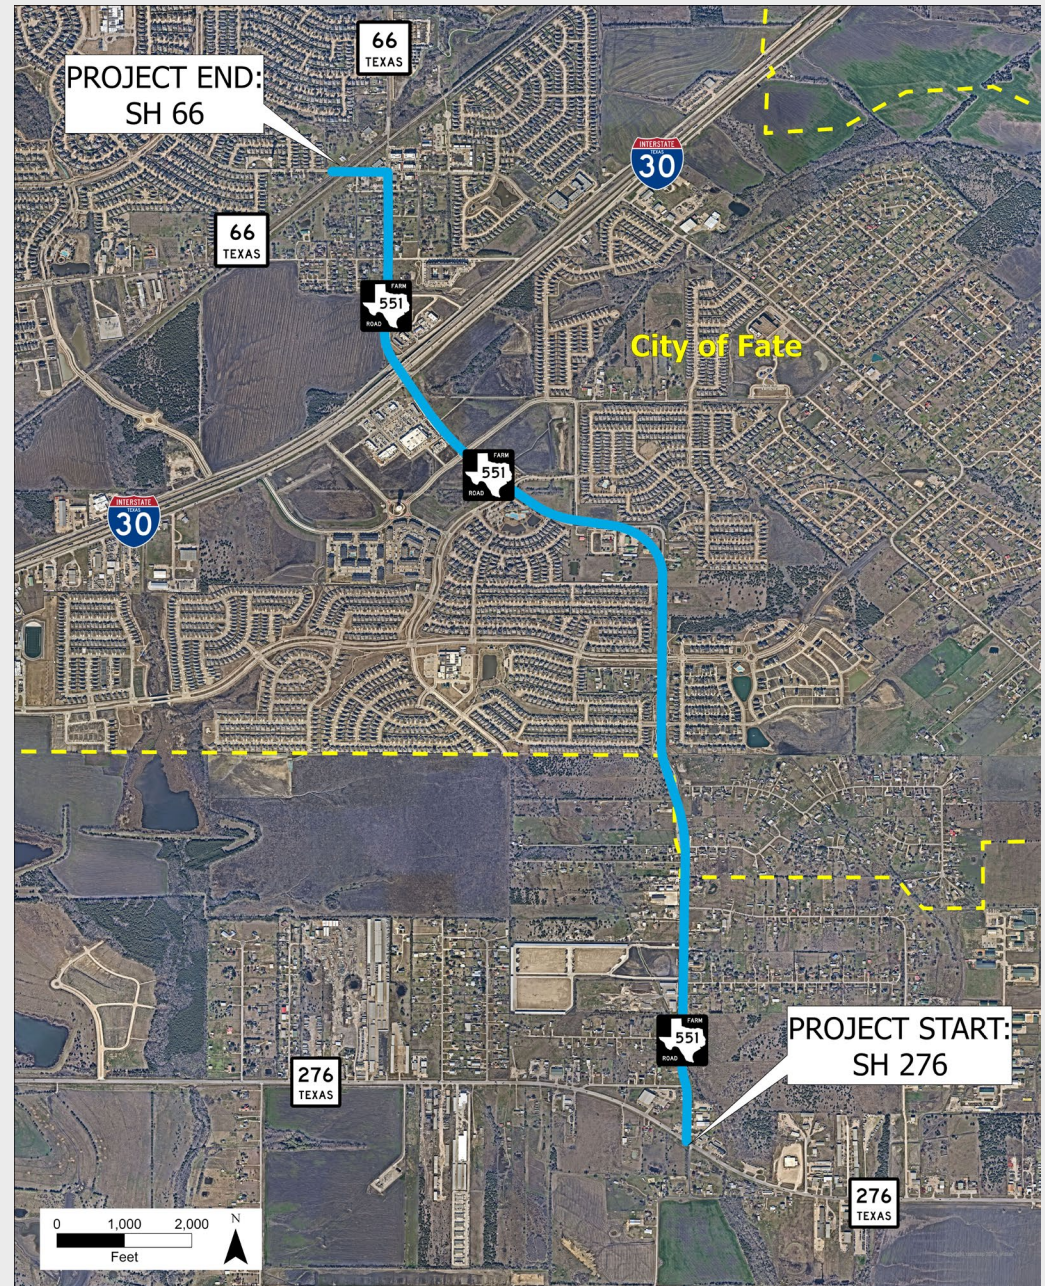 66
TEXAS
PROJECT END:
SH 66
INTERSTATE
TEXAS
30
66
TEXAS
FARM
551
ROAD
City of Fate
FARM
551
ROAD
INTERSTATE
TEXAS
30
PROJECT START:
SH 276
FARM
551
ROAD
276
TEXAS
276
TEXAS
0 1,000 2,000
Feet
N